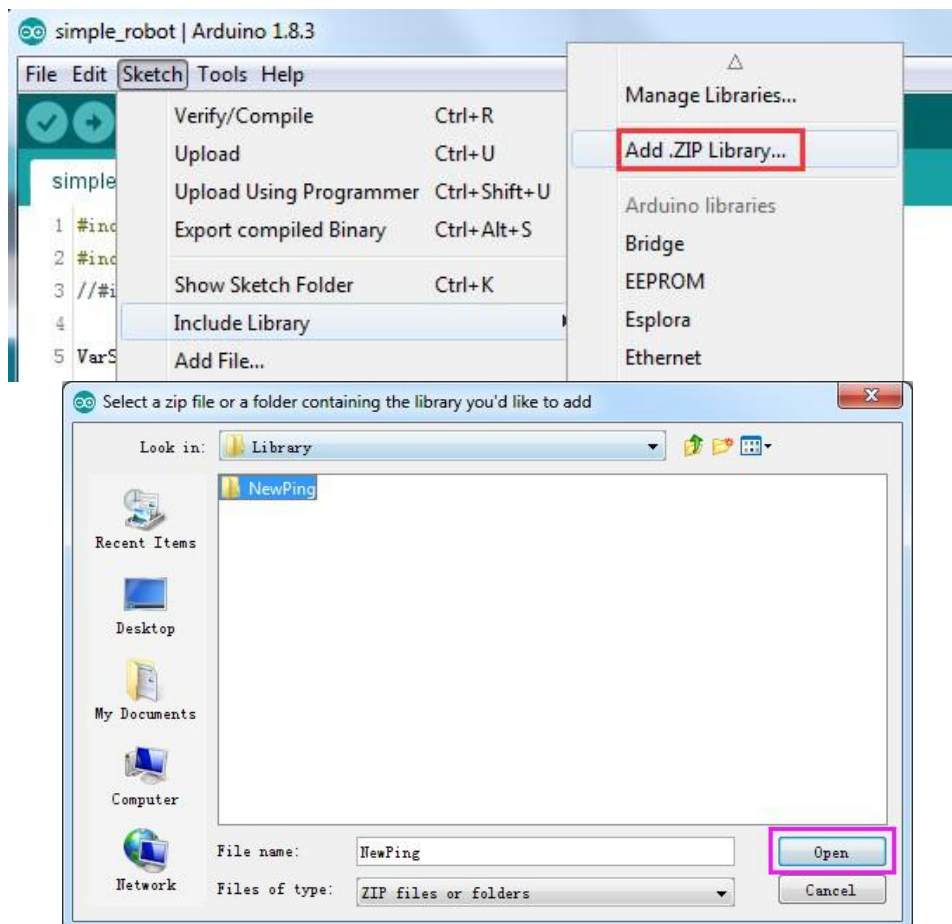 simple_robot | Arduino 1.8.3
File Edit Sketch Tools Help
Verify/Compile Ctrl+R
Upload Ctrl+U
Upload Using Programmer Ctrl+Shift+U
Export compiled Binary Ctrl+Alt+S
Show Sketch Folder Ctrl+K
Include Library
Add File...
Manage Libraries...
Add .ZIP Library...
Arduino libraries
Bridge
EEPROM
Esplora
Ethernet
simple
1 #inc
2 #inc
3 //#i
4
5 VarS
Select a zip file or a folder containing the library you'd like to add
Look in: Library
NewPing
Recent Items
Desktop
My Documents
Computer
Network
File name: NewPing Open
Files of type: ZIP files or folders Cancel